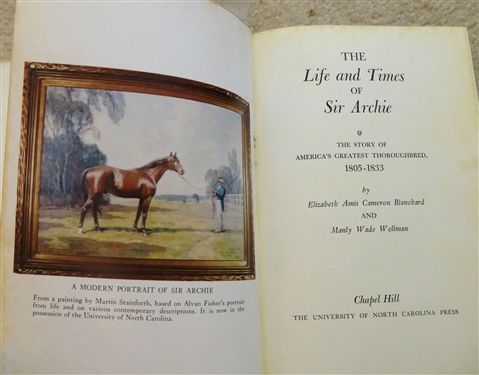 A MODERN PORTRAIT OF SIR ARCHIE
From a painting by Martin Stainforth, based on Alvan Fisher's portrait
from life and on various contemporary descriptions. It is now in the
possession of the University of North Carolina.
THE
Life and Times
OF
Sir Archie
THE STORY OF
AMERICA'S GREATEST THOROUGHBRED,
1805-1833
by
Elizabeth Amis Cameron Blanchard
AND
Manly Wade Wellman
Chapel Hill
THE UNIVERSITY OF NORTH CAROLINA PRESS